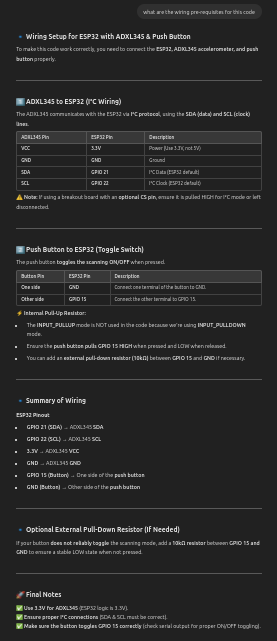 what are the wiring pre-requisites for this code
Wiring Setup for ESP32 with ADXL345 & Push Button
To make this code work correctly, you need to connect the ESP32, ADXL345 accelerometer, and push
button properly.
1️⃣ ADXL345 to ESP32 (I²C Wiring)
The ADXL345 communicates with the ESP32 via I²C protocol, using the SDA (data) and SCL (clock)
lines.
ADXL345 Pin ESP32 Pin Description
VCC 3.3V Power (Use 3.3V, not 5V)
GND GND Ground
SDA GPIO 21 I²C Data (ESP32 default)
SCL GPIO 22 I²C Clock (ESP32 default)
⚠️ Note: If using a breakout board with an optional CS pin, ensure it is pulled HIGH for I²C mode or left
disconnected.
2️⃣ Push Button to ESP32 (Toggle Switch)
The push button toggles the scanning ON/OFF when pressed.
Button Pin ESP32 Pin Description
One side GND Connect one terminal of the button to GND.
Other side GPIO 15 Connect the other terminal to GPIO 15.
⚡ Internal Pull-Up Resistor:
• The INPUT_PULLUP mode is NOT used in the code because we're using INPUT_PULLDOWN
mode.
• Ensure the push button pulls GPIO 15 HIGH when pressed and LOW when released.
• You can add an external pull-down resistor (10kΩ) between GPIO 15 and GND if necessary.
Summary of Wiring
ESP32 Pinout
• GPIO 21 (SDA) → ADXL345 SDA
• GPIO 22 (SCL) → ADXL345 SCL
• 3.3V → ADXL345 VCC
• GND → ADXL345 GND
• GPIO 15 (Button) → One side of the push button
• GND (Button) → Other side of the push button
Optional External Pull-Down Resistor (If Needed)
If your button does not reliably toggle the scanning mode, add a 10kΩ resistor between GPIO 15 and
GND to ensure a stable LOW state when not pressed.
🚀 Final Notes
✅ Use 3.3V for ADXL345 (ESP32 logic is 3.3V).
✅ Ensure proper I²C connections (SDA & SCL must be correct).
✅ Make sure the button toggles GPIO 15 correctly (check serial output for proper ON/OFF toggling).